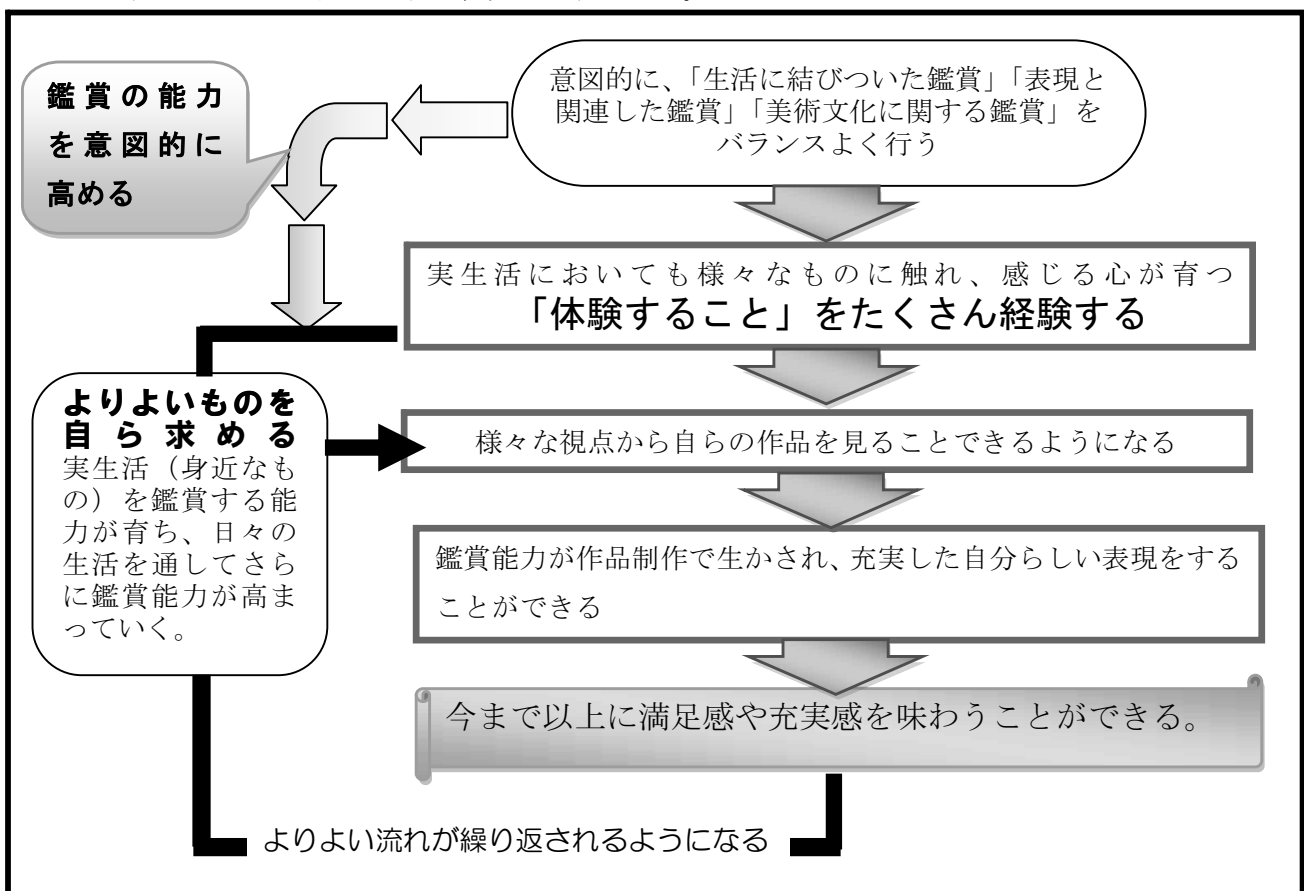 鑑賞の能力
を意図的に
高める
意図的に、「生活に結びついた鑑賞」「表現と
関連した鑑賞」「美術文化に関する鑑賞」を
バランスよく行う
実生活においても様々なものに触れ、感じる心が育つ
「体験すること」をたくさん経験する
よりよいものを
自ら求める
実生活（身近なも
の）を鑑賞する能
力が育ち、日々の
生活を通してさら
に鑑賞能力が高ま
っていく。
様々な視点から自らの作品を見ることできるようになる
鑑賞能力が作品制作で生かされ、充実した自分らしい表現をする
ことができる
今まで以上に満足感や充実感を味わうことができる。
よりよい流れが繰り返されるようになる